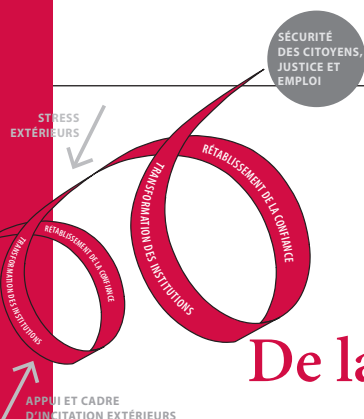 SÉCURITÉ
DES CITOYENS,
JUSTICE ET
EMPLOI
STRESS
EXTÉRIEURS
TRANSFORMATION DES INSTITUTIONS
RÉTABLISSEMENT DE LA CONFIANCE
TRANSFORMATION DES INSTITUTIONS
RÉTABLISSEMENT DE LA CONFIANCE
De la
APPUI ET CADRE
D'INCITATION EXTÉRIEURS